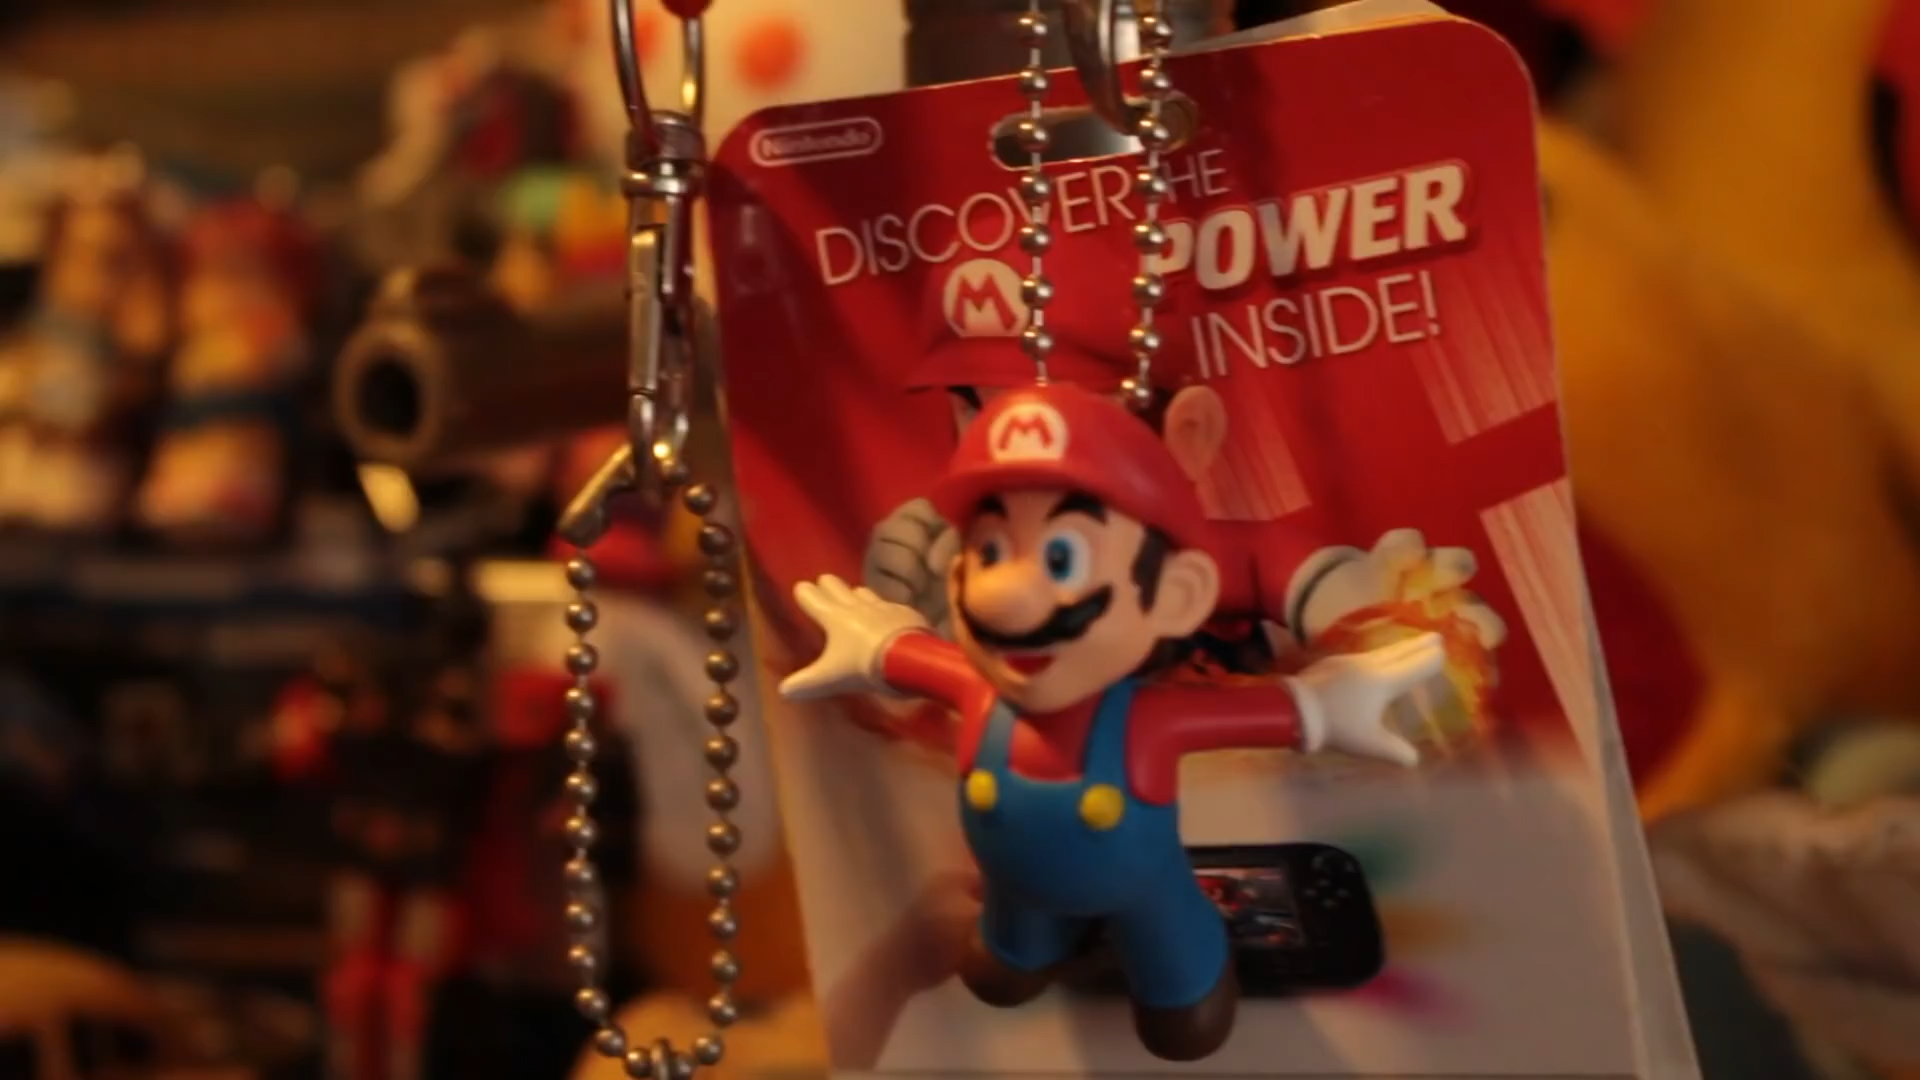 Nintendo
DISCOVER THE
POWER
INSIDE!
M
M